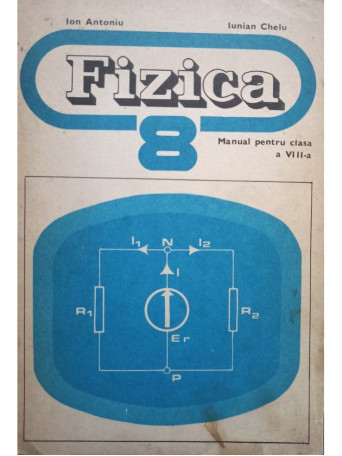 Ion Antoniu
Iunian Chelu
Fizica
8
Manual pentru clasa
a VIII-a
I1 N I2
I
R1 R2
Er
P